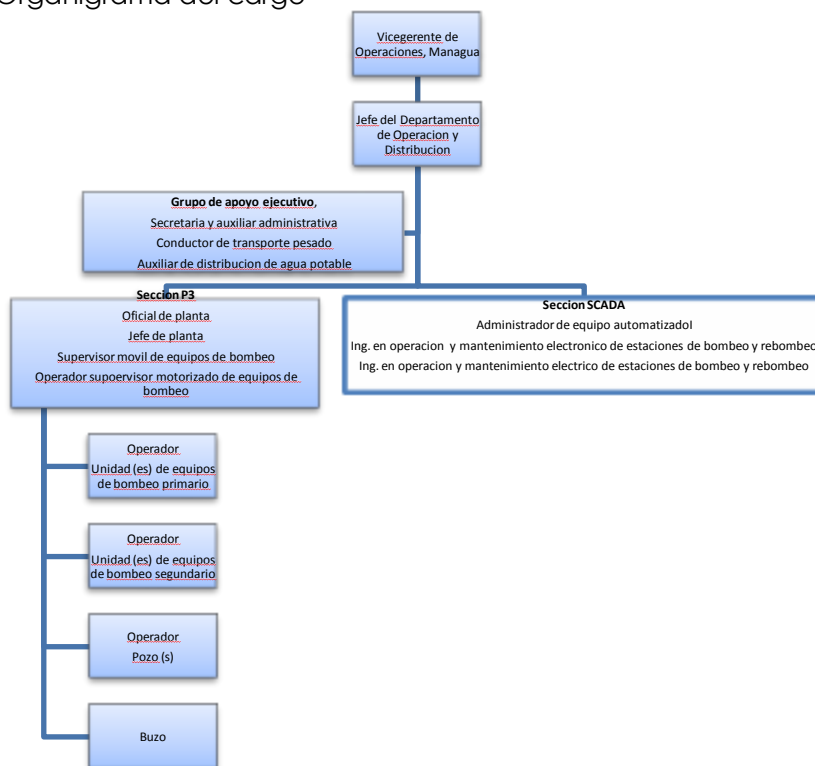 Organigrama del cargo
Vicegerente de
Operaciones, Managua
Jefe del Departamento
de Operacion y
Distribucion
Grupo de apoyo ejecutivo,
Secretaria y auxiliar administrativa
Conductor de transporte pesado
Auxiliar de distribucion de agua potable
Seccion P3
Oficial de planta
Jefe de planta
Supervisor movil de equipos de bombeo
Operador supoervisor motorizado de equipos de
bombeo
Seccion SCADA
Administrador de equipo automatizadoI
Ing. en operacion y mantenimiento electronico de estaciones de bombeo y rebombeo
Ing. en operacion y mantenimiento electrico de estaciones de bombeo y rebombeo
Operador
Unidad (es) de equipos
de bombeo primario
Operador
Unidad (es) de equipos
de bombeo segundario
Operador
Pozo (s)
Buzo